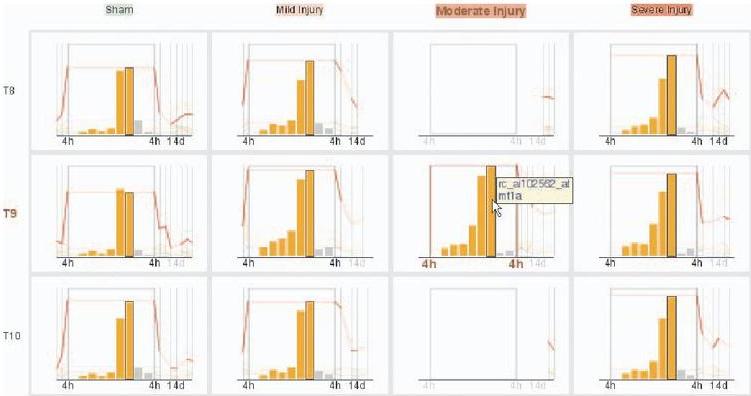 Sham Mild Injury Moderate Injury Severe Injury
T8
4h 4h 14d 4h 4h 14d 4h 4h 14d 4h 4h 14d
T9
rc_ai102562_at
mt1a
4h 4h 14d 4h 4h 14d 4h 4h 14d 4h 4h 14d
T10
4h 4h 14d 4h 4h 14d 4h 4h 14d 4h 4h 14d